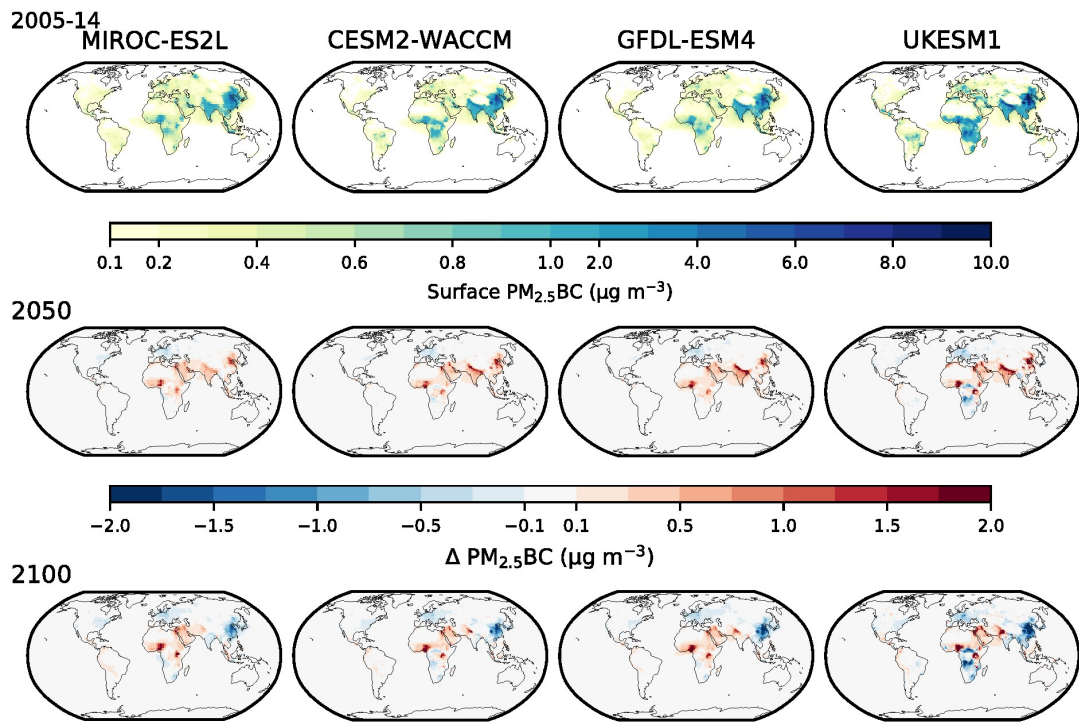 2005-14
MIROC-ES2L CESM2-WACCM GFDL-ESM4 UKESM1
0.1 0.2 0.4 0.6 0.8 1.0 2.0 4.0 6.0 8.0 10.0
Surface PM₂.₅BC (μg m⁻³)
2050
−2.0 −1.5 −1.0 −0.5 −0.1 0.1 0.5 1.0 1.5 2.0
Δ PM₂.₅BC (μg m⁻³)
2100